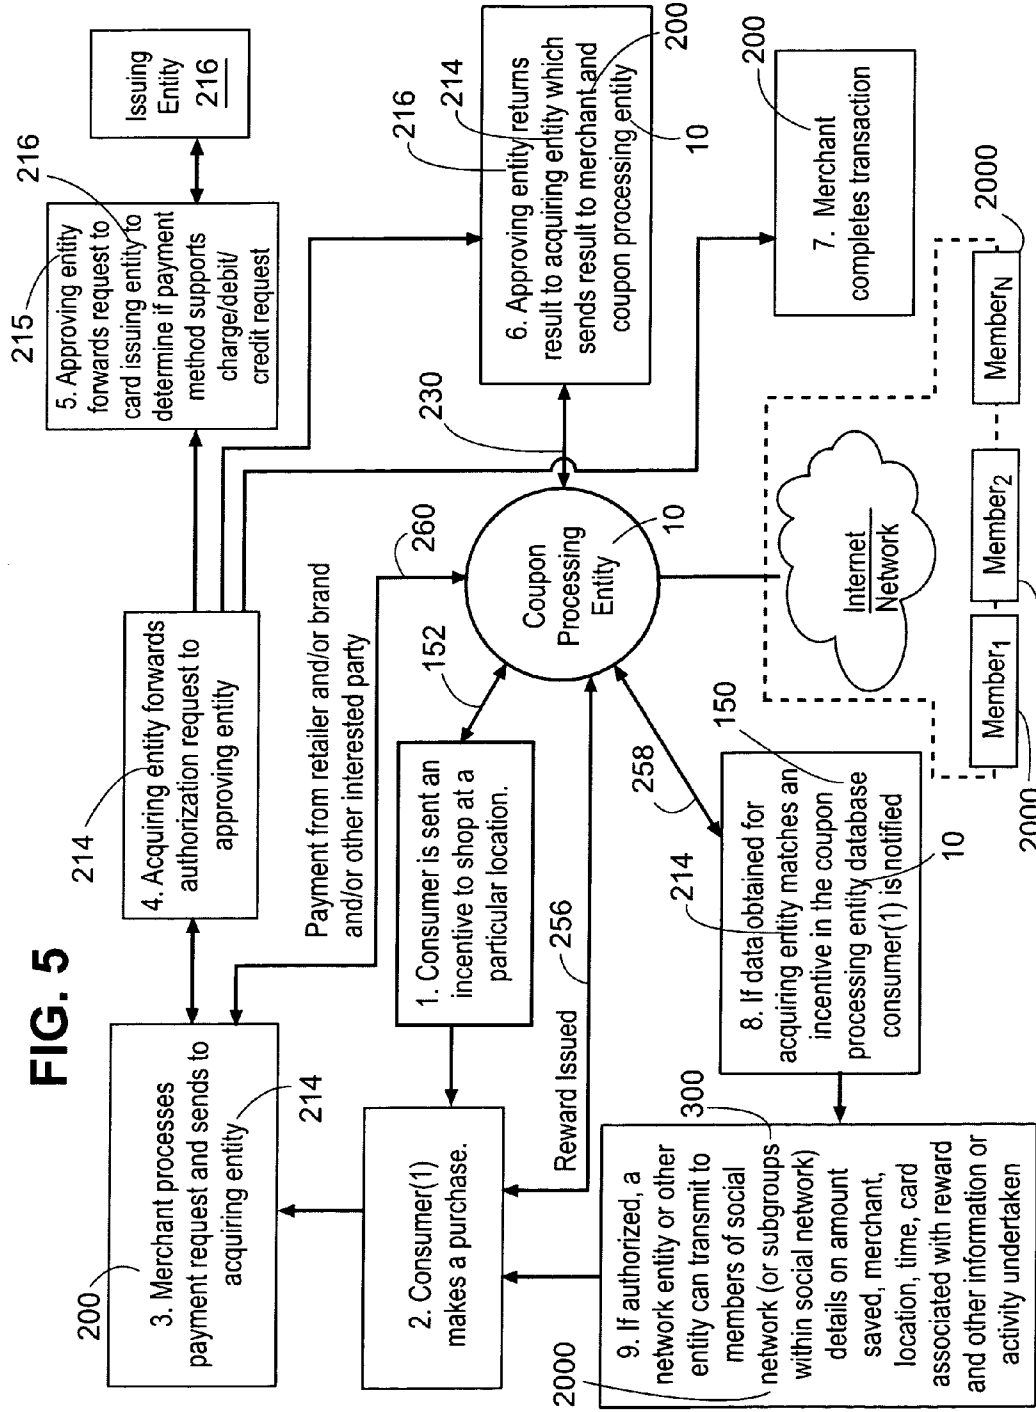 FIG. 5
200
3. Merchant processes
payment request and sends to
acquiring entity
214
214
4. Acquiring entity forwards
authorization request to
approving entity
215
5. Approving entity
forwards request to
card issuing entity to
determine if payment
method supports
charge/debit/
credit request
216
Issuing
Entity
216
Payment from retailer and/or brand
and/or other interested party
260
2. Consumer(1)
makes a purchase.
1. Consumer is sent an
incentive to shop at a
particular location.
152
Coupon
Processing
Entity
10
230
6. Approving entity returns
result to acquiring entity which
sends result to merchant and
coupon processing entity
216
214
200
10
Reward Issued
256
258
7. Merchant
completes transaction
200
9. If authorized, a
network entity or other
entity can transmit to
members of social
network (or subgroups
within social network)
details on amount
saved, merchant,
location, time, card
associated with reward
and other information or
activity undertaken
300
2000
8. If data obtained for
acquiring entity matches an
incentive in the coupon
processing entity database
consumer(1) is notified
214
150
10
Internet
Network
Member1
Member2
MemberN
2000
2000